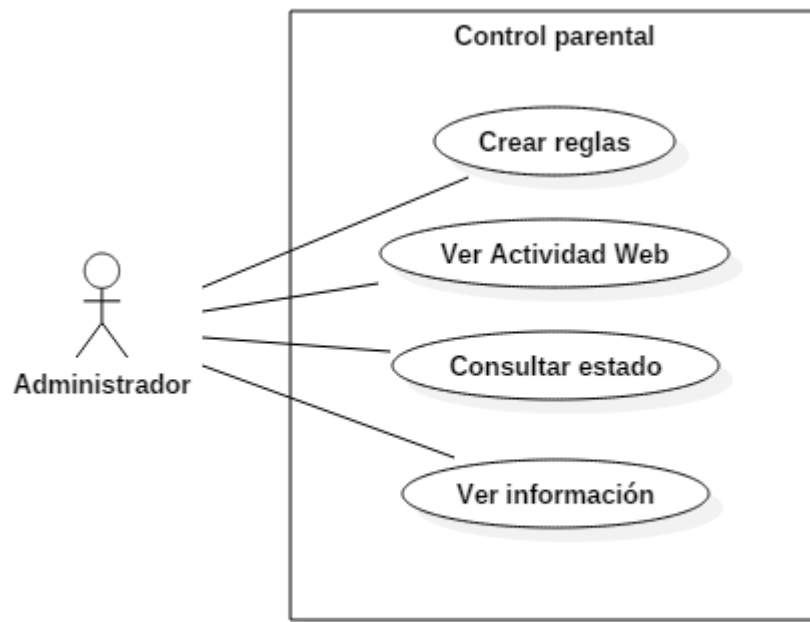 Control parental
Crear reglas
Ver Actividad Web
Consultar estado
Administrador
Ver información